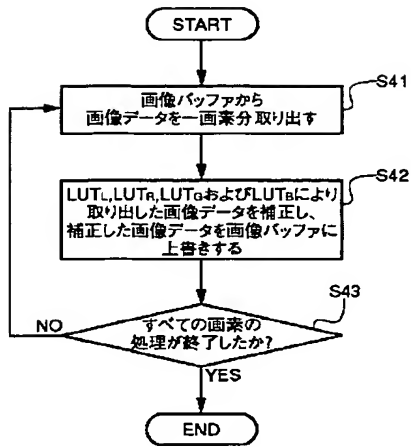 START
S41
画像バッファから
画像データを一画素分取り出す
S42
LUTL,LUTR,LUTGおよびLUTBにより
取り出した画像データを補正し、
補正した画像データを画像バッファに
上書きする
S43
すべての画素の
処理が終了したか?
NO
YES
END